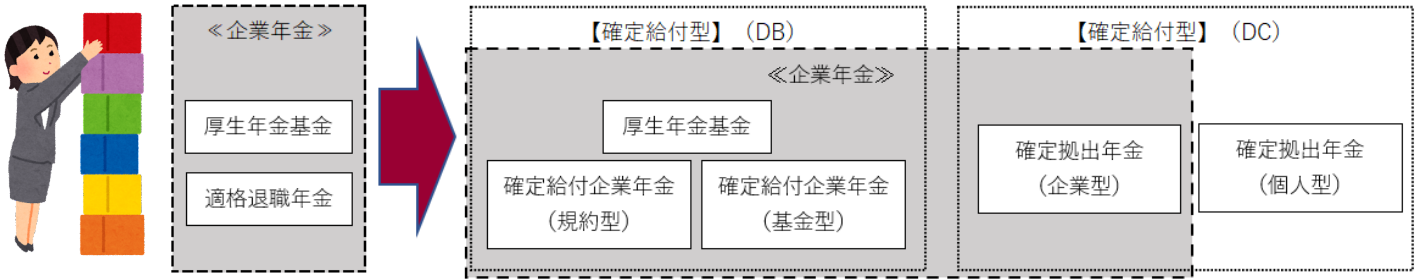 ≪企業年金≫
厚生年金基金
適格退職年金
【確定給付型】（DB）
≪企業年金≫
厚生年金基金
確定給付企業年金
（規約型）
確定給付企業年金
（基金型）
【確定給付型】（DC）
確定拠出年金
（企業型）
確定拠出年金
（個人型）